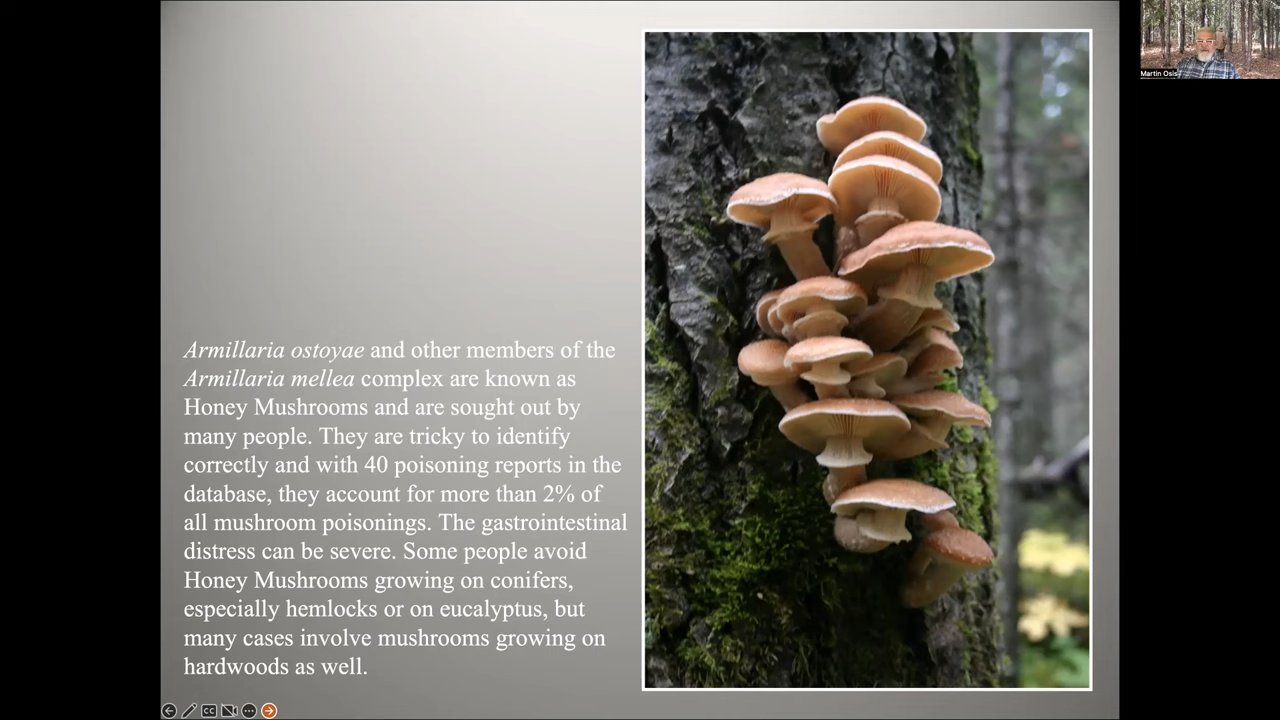 Armillaria ostoyae and other members of the
Armillaria mellea complex are known as
Honey Mushrooms and are sought out by
many people. They are tricky to identify
correctly and with 40 poisoning reports in the
database, they account for more than 2% of
all mushroom poisonings. The gastrointestinal
distress can be severe. Some people avoid
Honey Mushrooms growing on conifers,
especially hemlocks or on eucalyptus, but
many cases involve mushrooms growing on
hardwoods as well.
Martin Osis
CC